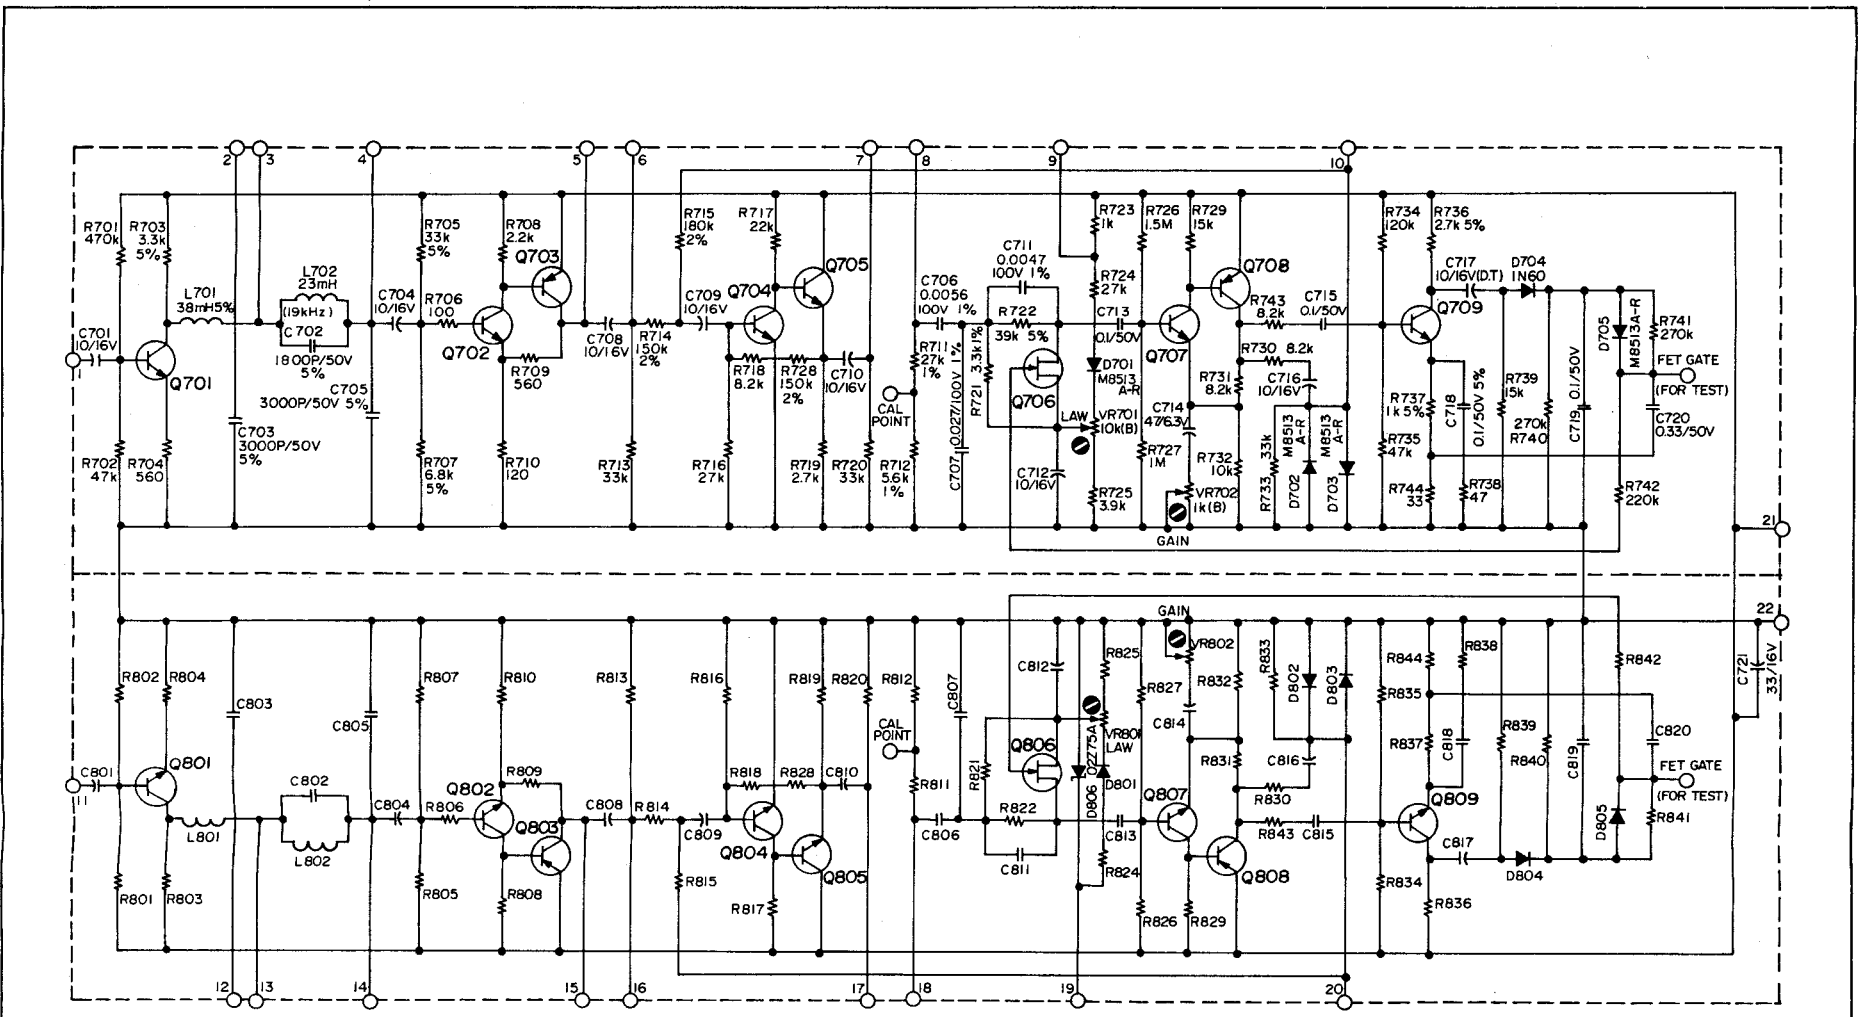 2
3
4
5
6
7
8
9
10
R701
470k
R703
3.3k
5%
L701
38mH5%
L702
23mH
(19kHz)
C702
1800P/50V
5%
C701
10/16V
Q701
C704
10/16V
R705
33k
5%
R706
100
R708
2.2k
Q703
Q702
R709
560
C705
3000P/50V 5%
C703
3000P/50V
5%
R702
47k
R704
560
R707
6.8k
5%
R710
120
C708
10/16V
R715
180k
2%
R717
22k
C709
10/16V
Q704
Q705
R714
150k
2%
R718
8.2k
R728
150k
2%
C710
10/16V
R713
33k
R716
27k
R719
2.7k
R720
33k
R712
5.6k
1%
CAL
POINT
R711
27k
1%
C706
0.0056
100V 1%
C711
0.0047
100V 1%
R722
39k 5%
R721 3.3k 1%
C707 0.027/100V 1%
Q706
C712
10/16V
R723
1k
R724
27k
C713
0.1/50V
D701
M8513
A-R
LAW
VR701
10k(B)
R725
3.9k
R726
1.5M
R729
15k
Q707
Q708
C714
47/6.3V
R727
1M
VR702
1k(B)
GAIN
R730 8.2k
R731
8.2k
R732
10k
R743
8.2k
C715
0.1/50V
C716
10/16V
R733 33k
D702
M8513
A-R
D703
M8513
A-R
R734
120k
R736
2.7k 5%
C717
10/16V(D.T)
D704
1N60
Q709
R737
1k 5%
R735
47k
R744
33
C718
0.1/50V 5%
R738
47
R739
15k
270k
R740
C719 0.1/50V
D705
M8513A-R
R741
270k
FET GATE
(FOR TEST)
C720
0.33/50V
R742
220k
21
22
C721
33/16V
R802
R804
C803
C805
R807
R810
R813
R816
R819
R820
R812
C807
C812
R825
GAIN
VR802
R827
R832
R833
D802
D803
R844
R838
R842
R835
C801
11
Q801
C802
L801
L802
C804
R806
Q802
R809
Q803
C808
R814
C809
R818
R828
C810
Q804
Q805
CAL
POINT
R811
C806
R821
Q806
R822
C811
D806 02Z75A
VR801
LAW
D801
C813
R824
C814
Q807
R831
C816
R830
R843
C815
Q808
R837
C818
R839
R840
C819
C820
FET GATE
(FOR TEST)
R841
D805
Q809
C817
D804
R801
R803
R805
R808
R815
R817
R826
R829
R834
R836
12
13
14
15
16
17
18
19
20